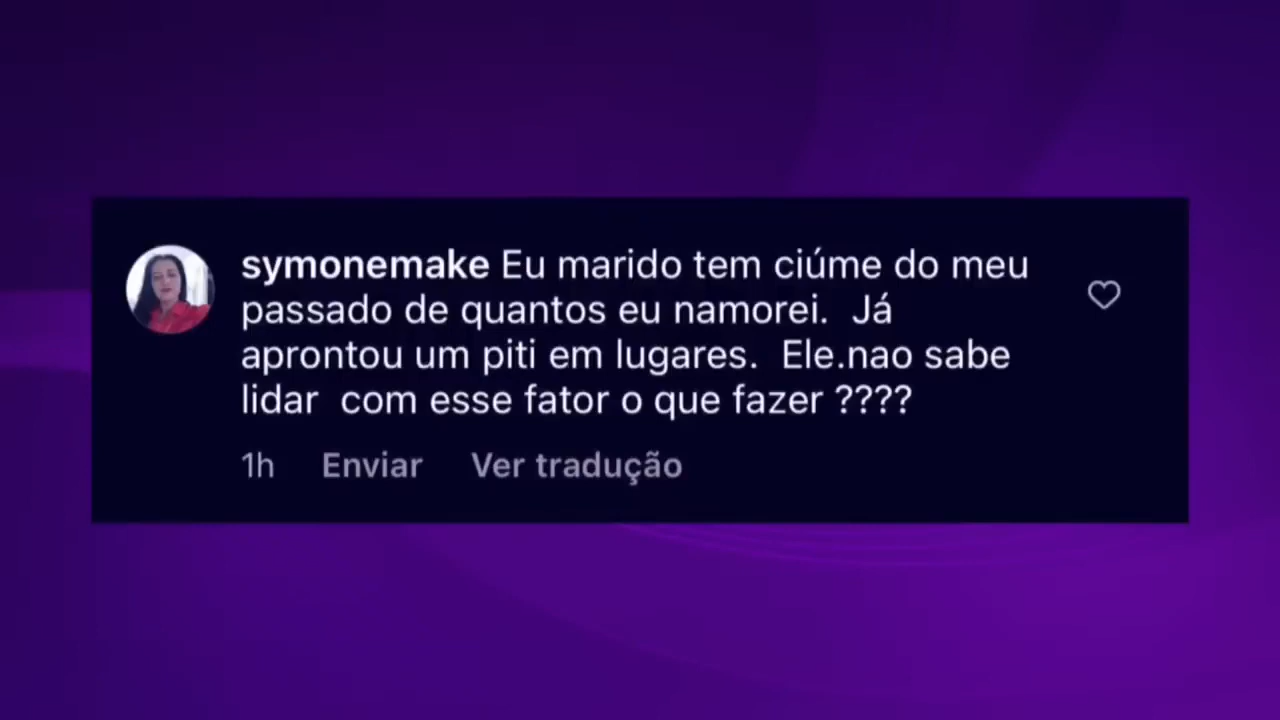 symonemake Eu marido tem ciúme do meu
passado de quantos eu namorei.  Já
aprontou um piti em lugares.  Ele.nao sabe
lidar  com esse fator o que fazer ????
1h Enviar Ver tradução